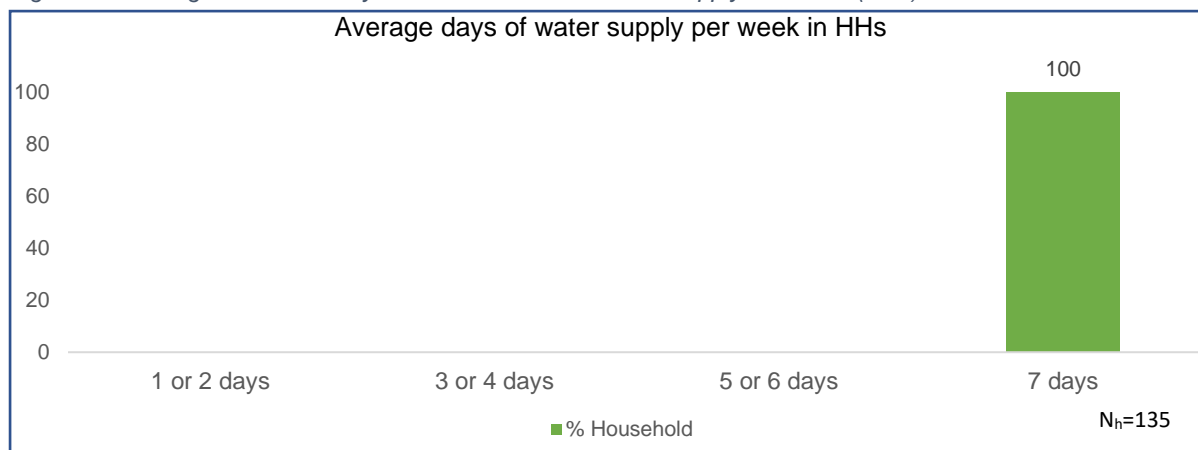 Average days of water supply per week in HHs
100
100
80
60
40
20
0
1 or 2 days
3 or 4 days
5 or 6 days
7 days
% Household
Nh=135